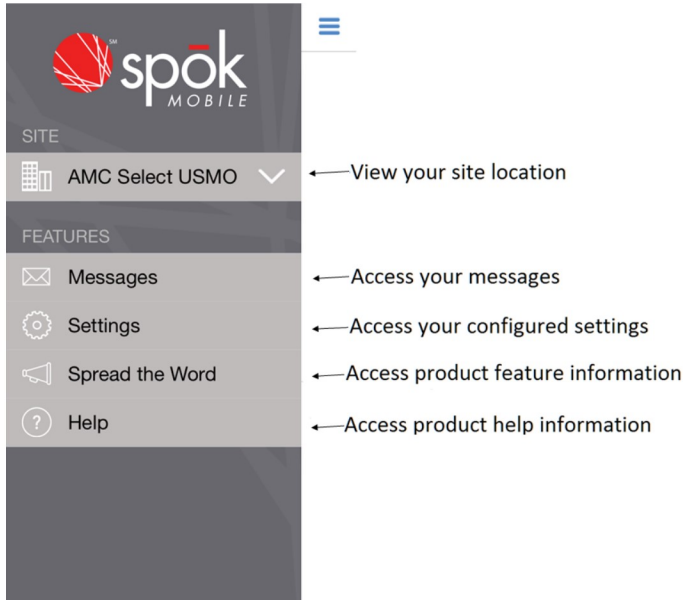 SM
spōk
MOBILE
SITE
AMC Select USMO
View your site location
FEATURES
Messages
Access your messages
Settings
Access your configured settings
Spread the Word
Access product feature information
? Help
Access product help information